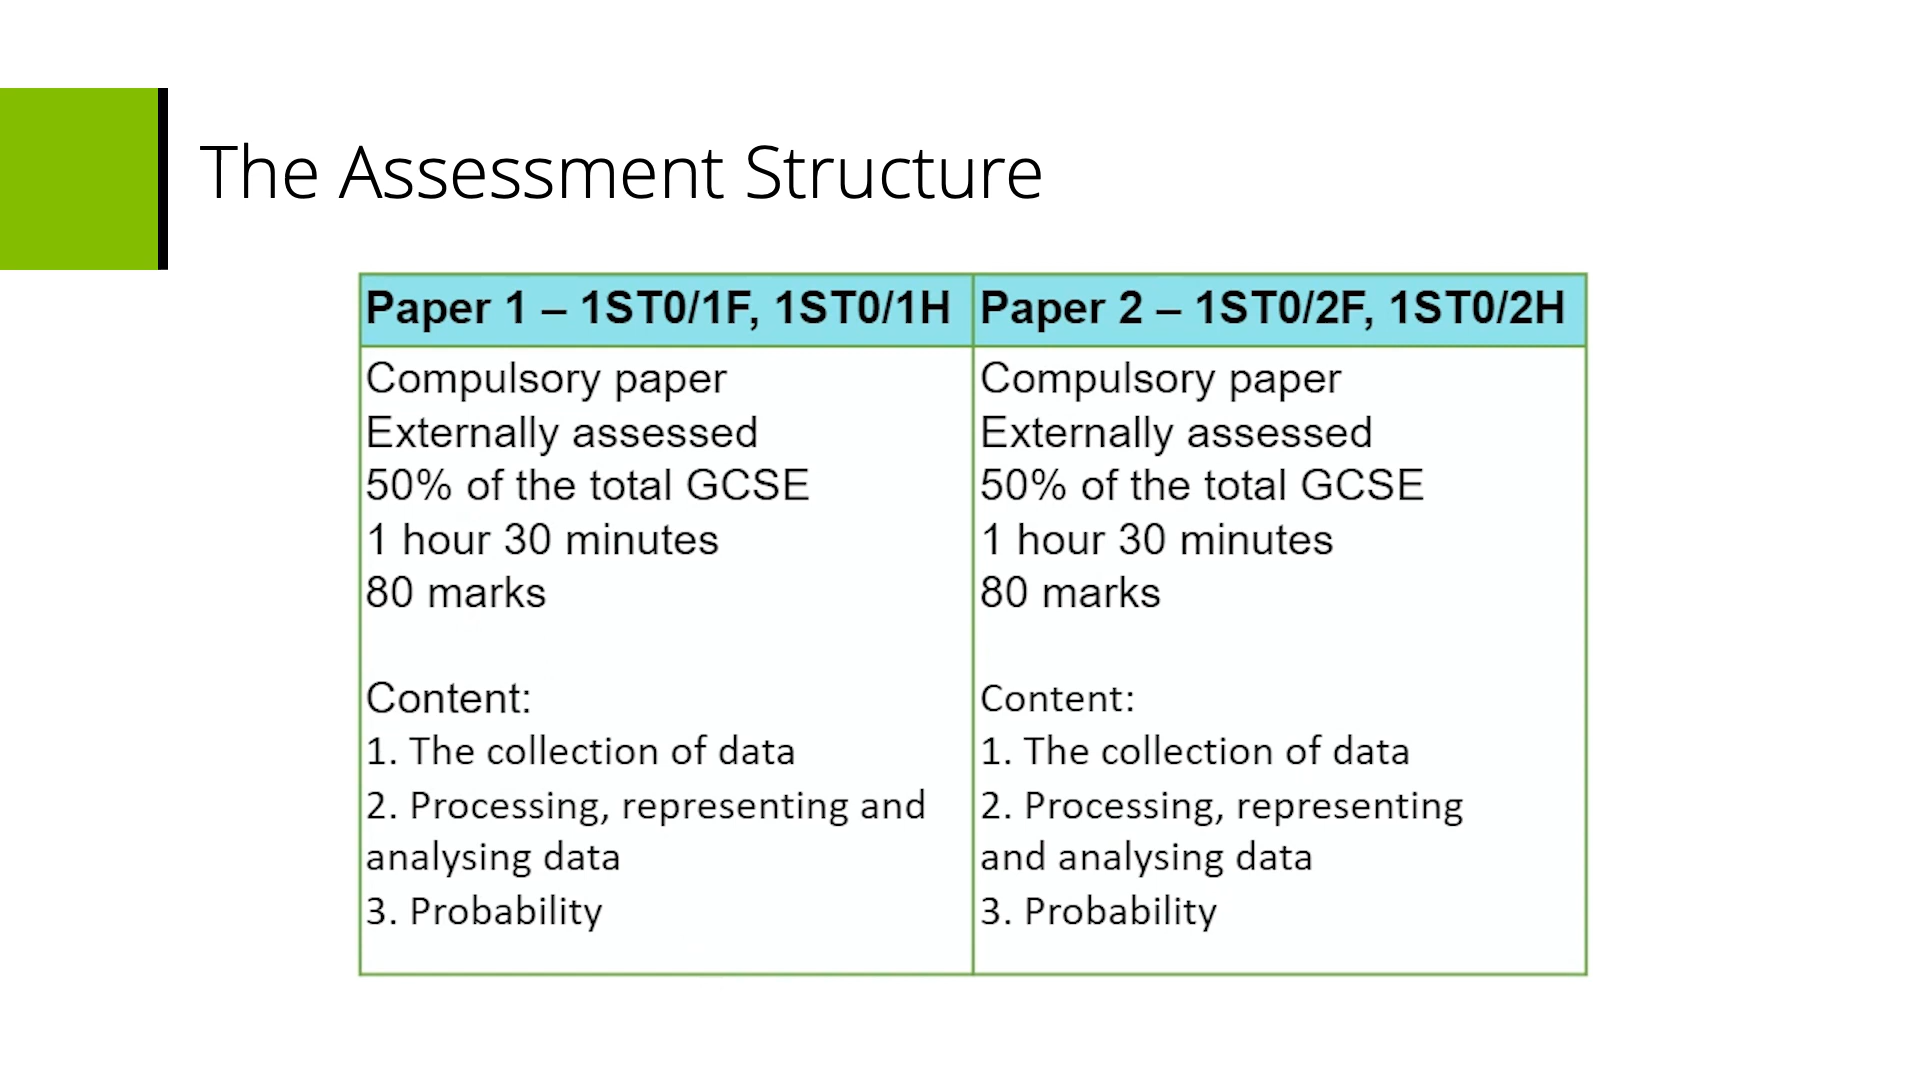 The Assessment Structure
Paper 1 – 1ST0/1F, 1ST0/1H
Compulsory paper
Externally assessed
50% of the total GCSE
1 hour 30 minutes
80 marks
Content:
1. The collection of data
2. Processing, representing and
analysing data
3. Probability
Paper 2 – 1ST0/2F, 1ST0/2H
Compulsory paper
Externally assessed
50% of the total GCSE
1 hour 30 minutes
80 marks
Content:
1. The collection of data
2. Processing, representing
and analysing data
3. Probability